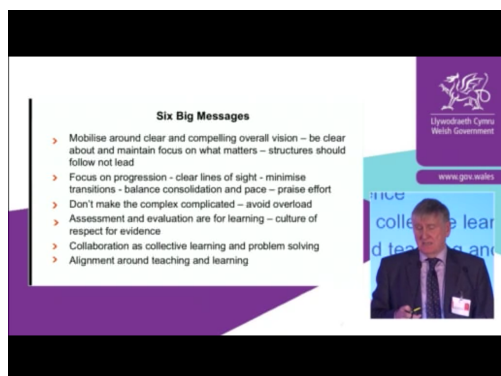 Six Big Messages
Mobilise around clear and compelling overall vision – be clear
about and maintain focus on what matters – structures should
follow not lead
Focus on progression - clear lines of sight - minimise
transitions - balance consolidation and pace – praise effort
Don't make the complex complicated – avoid overload
Assessment and evaluation are for learning – culture of
respect for evidence
Collaboration as collective learning and problem solving
Alignment around teaching and learning
Llywodraeth Cymru
Welsh Government
www.gov.wales